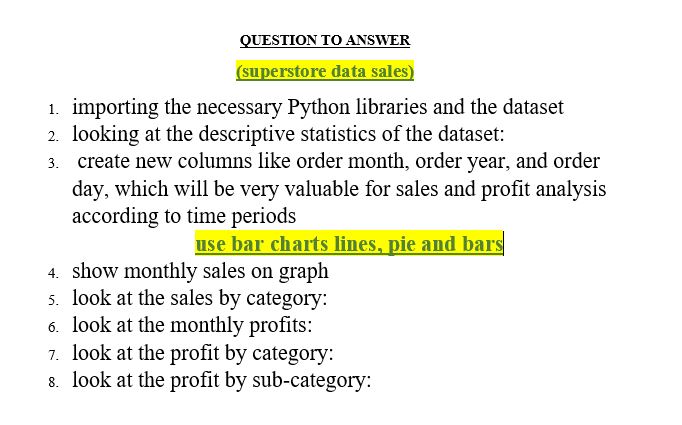 QUESTION TO ANSWER
(superstore data sales)
1. importing the necessary Python libraries and the dataset
2. looking at the descriptive statistics of the dataset:
3. create new columns like order month, order year, and order
day, which will be very valuable for sales and profit analysis
according to time periods
use bar charts lines, pie and bars
4. show monthly sales on graph
5. look at the sales by category:
6. look at the monthly profits:
7. look at the profit by category:
8. look at the profit by sub-category: